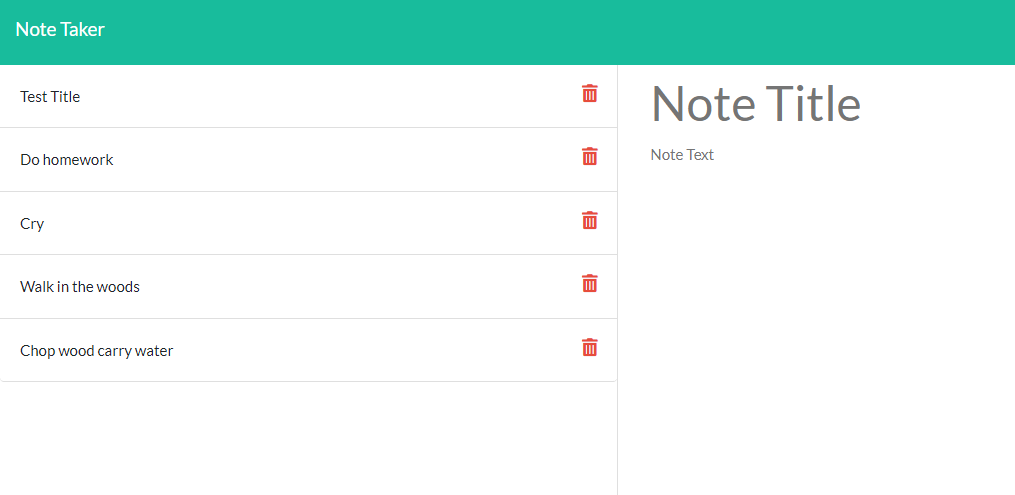 Note Taker
Test Title
Do homework
Cry
Walk in the woods
Chop wood carry water
Note Title
Note Text